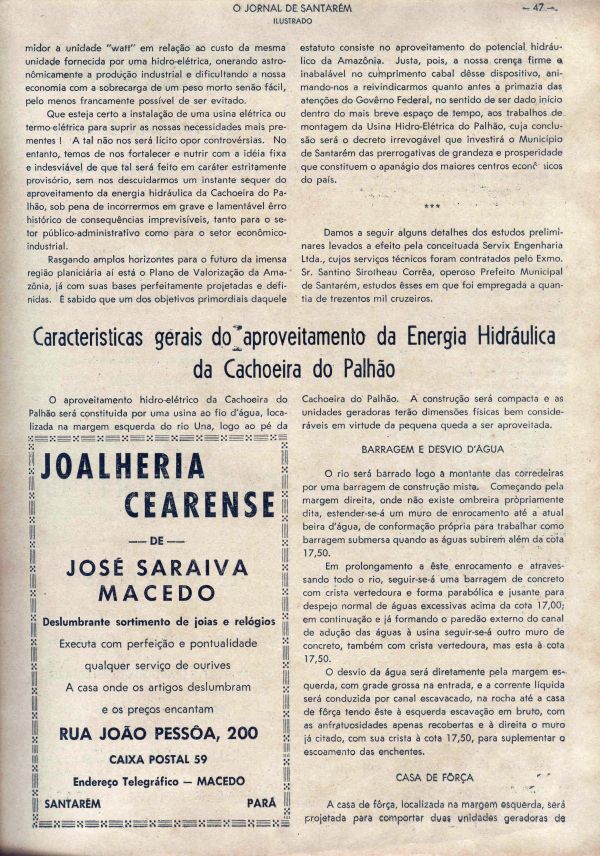 O JORNAL DE SANTARÉM
ILUSTRADO
— 47 —
midor a unidade "watt" em relação ao custo da mesma
unidade fornecida por uma hidro-elétrica, onerando astro-
nômicamente a produção industrial e dificultando a nossa
economia com a sobrecarga de um peso morto senão fácil,
pelo menos francamente possível de ser evitado.
Que esteja certo a instalação de uma usina elétrica ou
termo-elétrica para suprir as nossas necessidades mais pre-
mentes ! A tal não nos será lícito opor controvérsias. No
entanto, temos de nos fortalecer e nutrir com a idéia fixa
e indesviável de que tal será feito em caráter estritamente
provisório, sem nos descuidarmos um instante sequer do
aproveitamento da energia hidráulica da Cachoeira do Pa-
lhão, sob pena de incorrermos em grave e lamentável êrro
histórico de consequências imprevisíveis, tanto para o se-
tor público-administrativo como para o setor econômico-
industrial.
Rasgando amplos horizontes para o futuro da imensa
região planiciária aí está o Plano de Valorização da Ama-
zônia, já com suas bases perfeitamente projetadas e defi-
nidas. É sabido que um dos objetivos primordiais daquele
estatuto consiste no aproveitamento do potencial hidráu-
lico da Amazônia. Justa, pois, a nossa crença firme e
inabalável no cumprimento cabal dêsse dispositivo, ani-
mando-nos a reivindicarmos quanto antes a primazia das
atenções do Govêrno Federal, no sentido de ser dado início
dentro do mais breve espaço de tempo, aos trabalhos de
montagem da Usina Hidro-Elétrica do Palhão, cuja conclu-
são será o decreto irrevogável que investirá o Município
de Santarém das prerrogativas de grandeza e prosperidade
que constituem o apanágio dos maiores centros econô icos
do país.
***
Damos a seguir alguns detalhes dos estudos prelimi-
nares levados a efeito pela conceituada Servix Engenharia
Ltda., cujos serviços técnicos foram contratados pelo Exmo.
Sr. Santino Sirotheau Corrêa, operoso Prefeito Municipal
de Santarém, estudos êsses em que foi empregada a quan-
tia de trezentos mil cruzeiros.
Caracteristicas gerais do aproveitamento da Energia Hidráulica
da Cachoeira do Palhão
O aproveitamento hidro-elétrico da Cachoeira do
Palhão será constituida por uma usina ao fio d'água, loca-
lizada na margem esquerda do rio Una, logo ao pé da
JOALHERIA
CEARENSE
— DE —
JOSÉ SARAIVA
MACEDO
Deslumbrante sortimento de joias e relógios
Executa com perfeição e pontualidade
qualquer serviço de ourives
A casa onde os artigos deslumbram
e os preços encantam
RUA JOÃO PESSÔA, 200
CAIXA POSTAL 59
Endereço Telegráfico — MACEDO
SANTARÉM PARÁ
Cachoeira do Palhão. A construção será compacta e as
unidades geradoras terão dimensões físicas bem conside-
ráveis em virtude da pequena queda a ser aproveitada.
BARRAGEM E DESVIO D'ÁGUA
O rio será barrado logo a montante das corredeiras
por uma barragem de construção mista. Começando pela
margem direita, onde não existe ombreira pròpriamente
dita, estender-se-á um muro de enrocamento até a atual
beira d'água, de conformação própria para trabalhar como
barragem submersa quando as águas subirem além da cota
17,50.
Em prolongamento a êste enrocamento e atraves-
sando todo o rio, seguir-se-á uma barragem de concreto
com crista vertedoura e forma parabólica e jusante para
despejo normal de águas excessivas acima da cota 17,00;
em continuação e já formando o paredão externo do canal
de adução das águas à usina seguir-se-á outro muro de
concreto, também com crista vertedoura, mas esta à cota
17,50.
O desvio da água será diretamente pela margem es-
querda, com grade grossa na entrada, e a corrente líquida
será conduzida por canal escavacado, na rocha até a casa
de fôrça tendo êste à esquerda escavação em bruto, com
as anfratuosidades apenas recobertas e à direita o muro
já citado, com sua crista à cota 17,50, para suplementar o
escoamento das enchentes.
CASA DE FÔRÇA
A casa de fôrça, localizada na margem esquerda, será
projetada para comportar duas unidades geradoras de